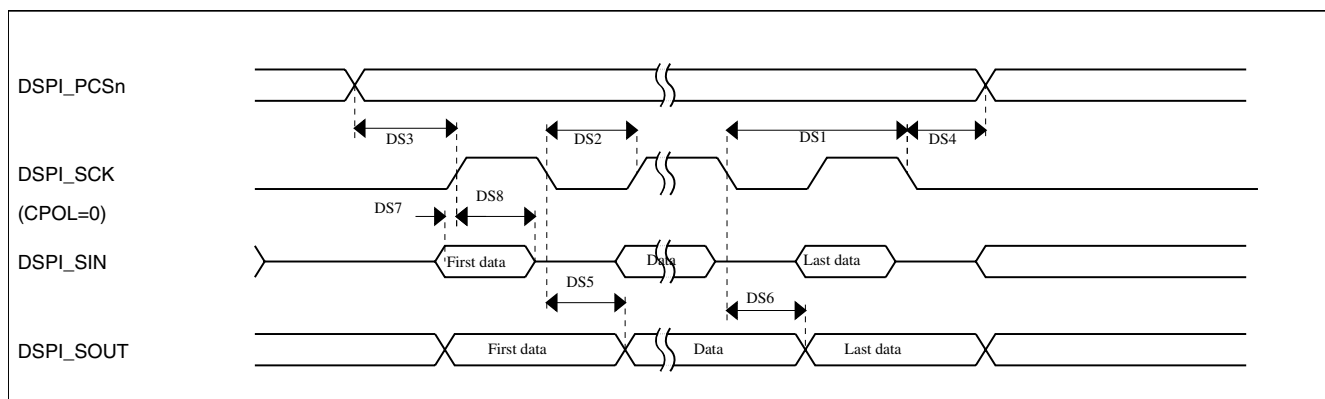 DSPI_PCSn
DS3
DS2
DS1
DS4
DSPI_SCK
(CPOL=0)
DS7
DS8
DSPI_SIN
First data
Data
Last data
DS5
DS6
DSPI_SOUT
First data
Data
Last data